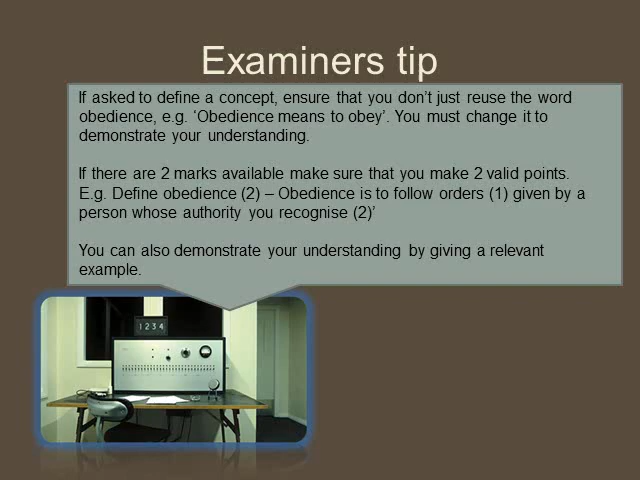 Examiners tip
If asked to define a concept, ensure that you don’t just reuse the word
obedience, e.g. ‘Obedience means to obey’. You must change it to
demonstrate your understanding.
If there are 2 marks available make sure that you make 2 valid points.
E.g. Define obedience (2) – Obedience is to follow orders (1) given by a
person whose authority you recognise (2)’
You can also demonstrate your understanding by giving a relevant
example.
1234